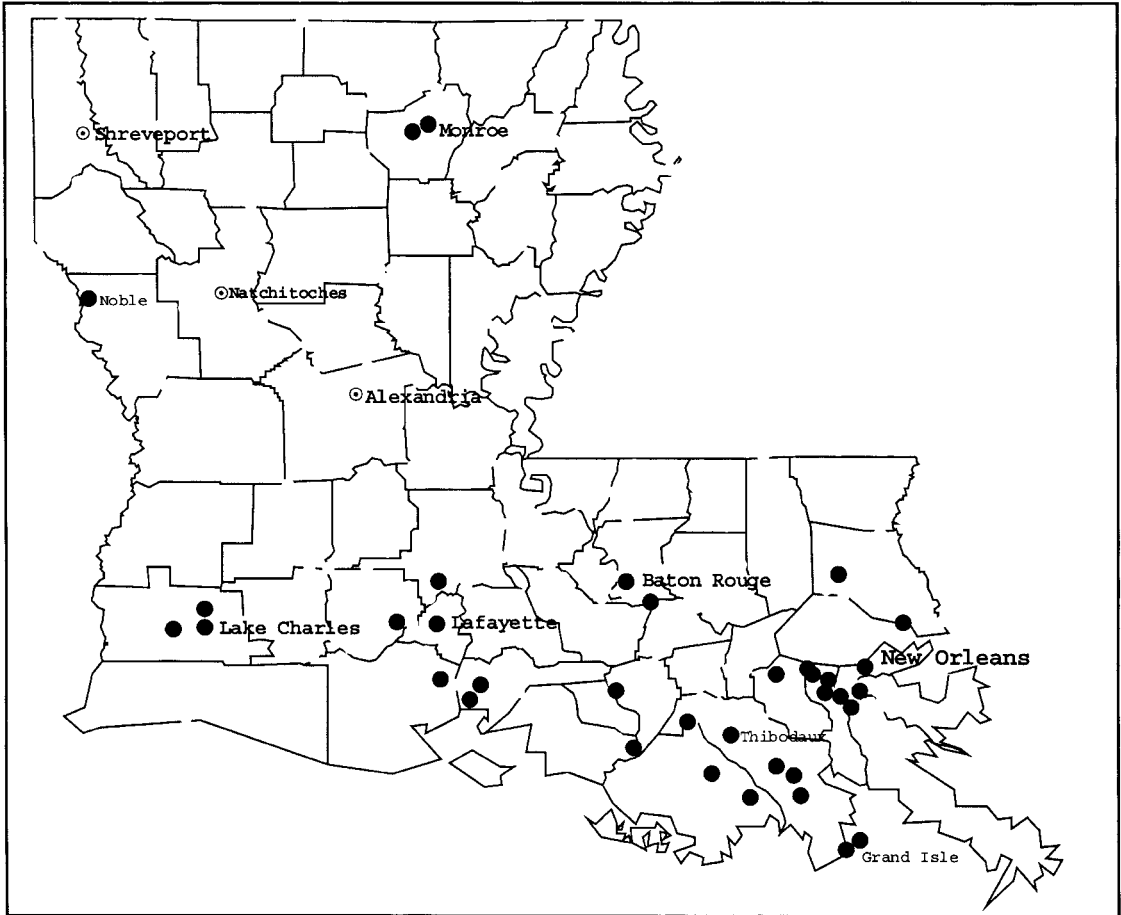 Shreveport
Monroe
Noble
Natchitoches
Alexandria
Baton Rouge
Lake Charles
Lafayette
New Orleans
Thibodaux
Grand Isle